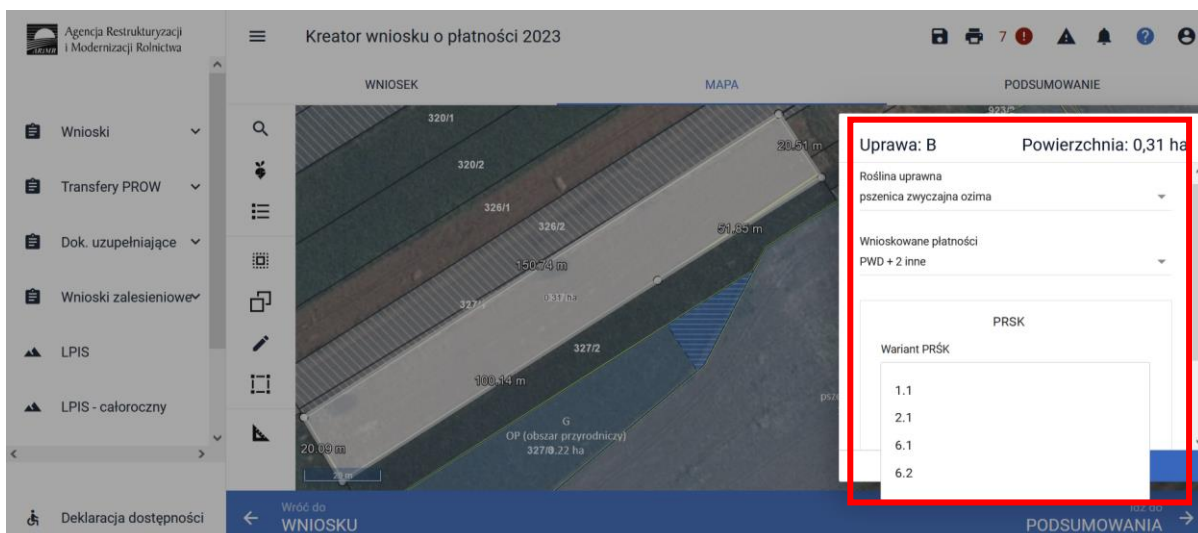 Agencja Restrukturyzacji
i Modernizacji Rolnictwa
ARiMR
Kreator wniosku o płatności 2023
7
WNIOSEK
MAPA
PODSUMOWANIE
Wnioski
Transfery PROW
Dok. uzupełniające
Wnioski zalesieniowe
LPIS
LPIS - całoroczny
Deklaracja dostępności
320/1
20.51 m
320/2
326/1
326/2
51.85 m
150.74 m
0.31 ha
327/2
100.14 m
G
OP (obszar przyrodniczy)
20.09 m
20 m
Uprawa: B
Powierzchnia: 0,31 ha
Roślina uprawna
pszenica zwyczajna ozima
Wnioskowane płatności
PWD + 2 inne
PRSK
Wariant PRŚK
1.1
2.1
6.1
6.2
Wróć do
WNIOSKU
Idź do
PODSUMOWANIA